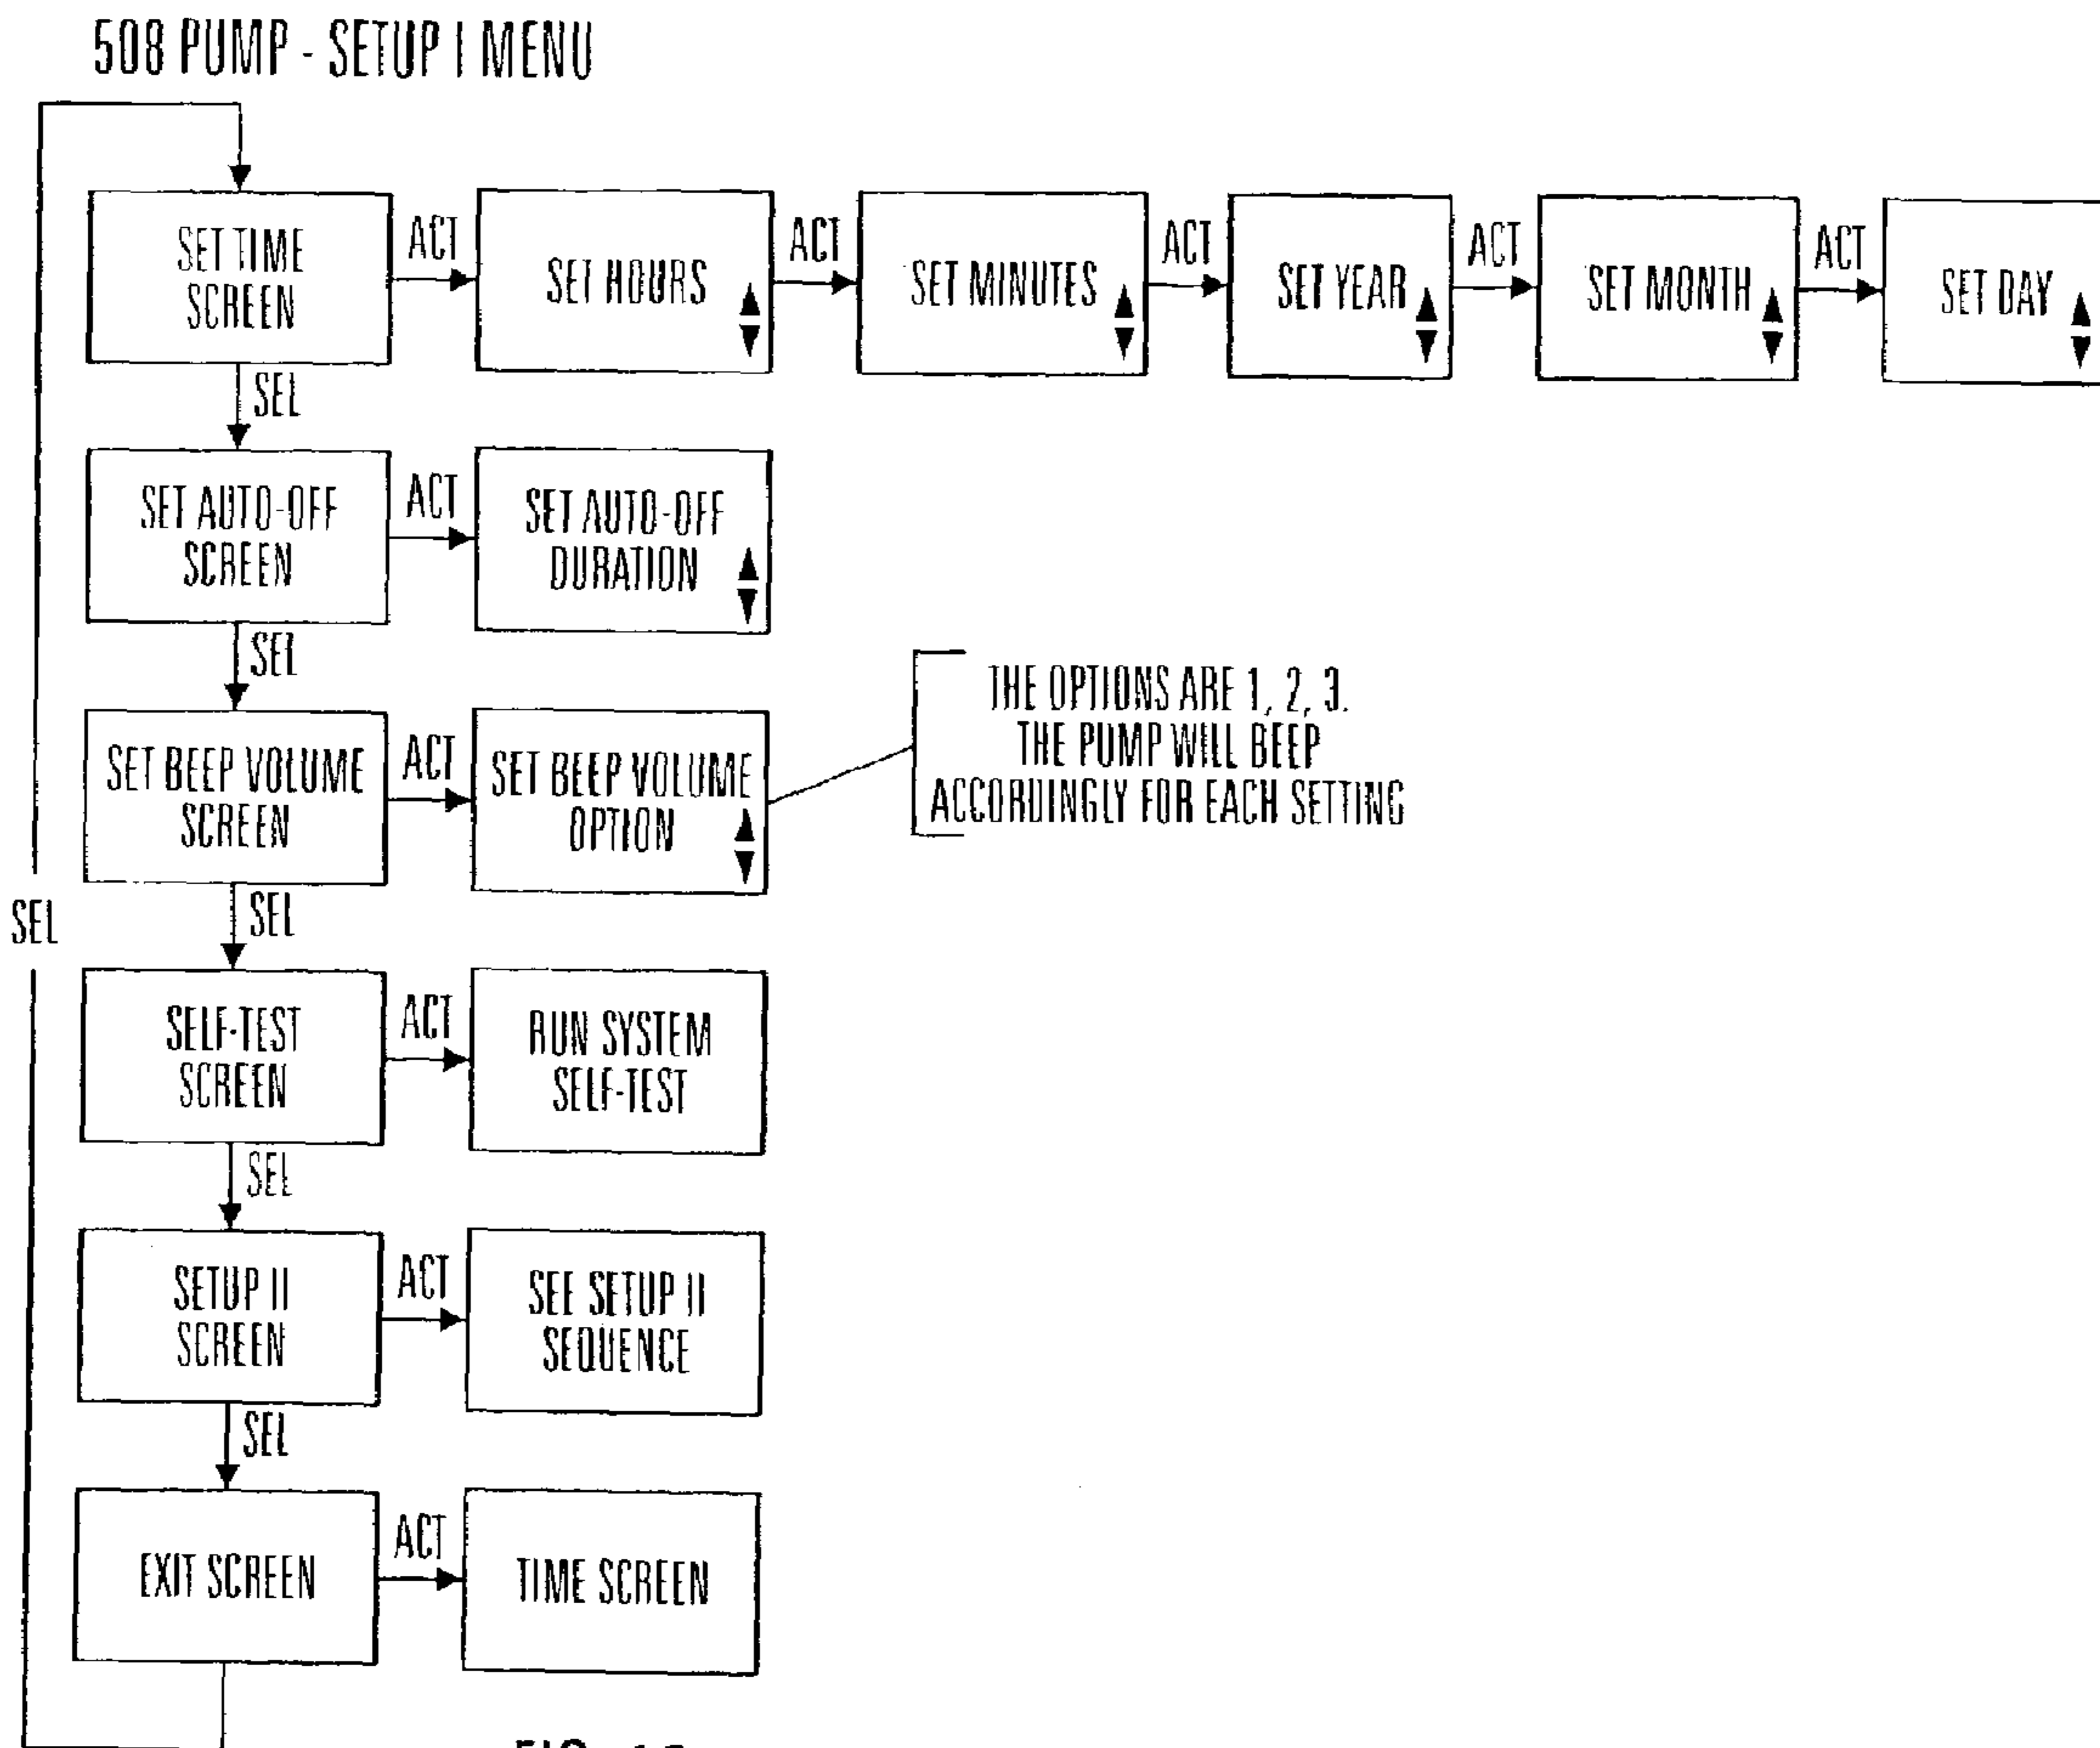 508 PUMP - SETUP I MENU
SET TIME
SCREEN
ACT
SET HOURS
ACT
SET MINUTES
ACT
SET YEAR
ACT
SET MONTH
ACT
SET DAY
SEL
SET AUTO-OFF
SCREEN
ACT
SET AUTO-OFF
DURATION
SEL
SET BEEP VOLUME
SCREEN
ACT
SET BEEP VOLUME
OPTION
THE OPTIONS ARE 1, 2, 3.
THE PUMP WILL BEEP
ACCORDINGLY FOR EACH SETTING
SEL
SEL
SELF-TEST
SCREEN
ACT
RUN SYSTEM
SELF-TEST
SEL
SETUP II
SCREEN
ACT
SEE SETUP II
SEQUENCE
SEL
EXIT SCREEN
ACT
TIME SCREEN